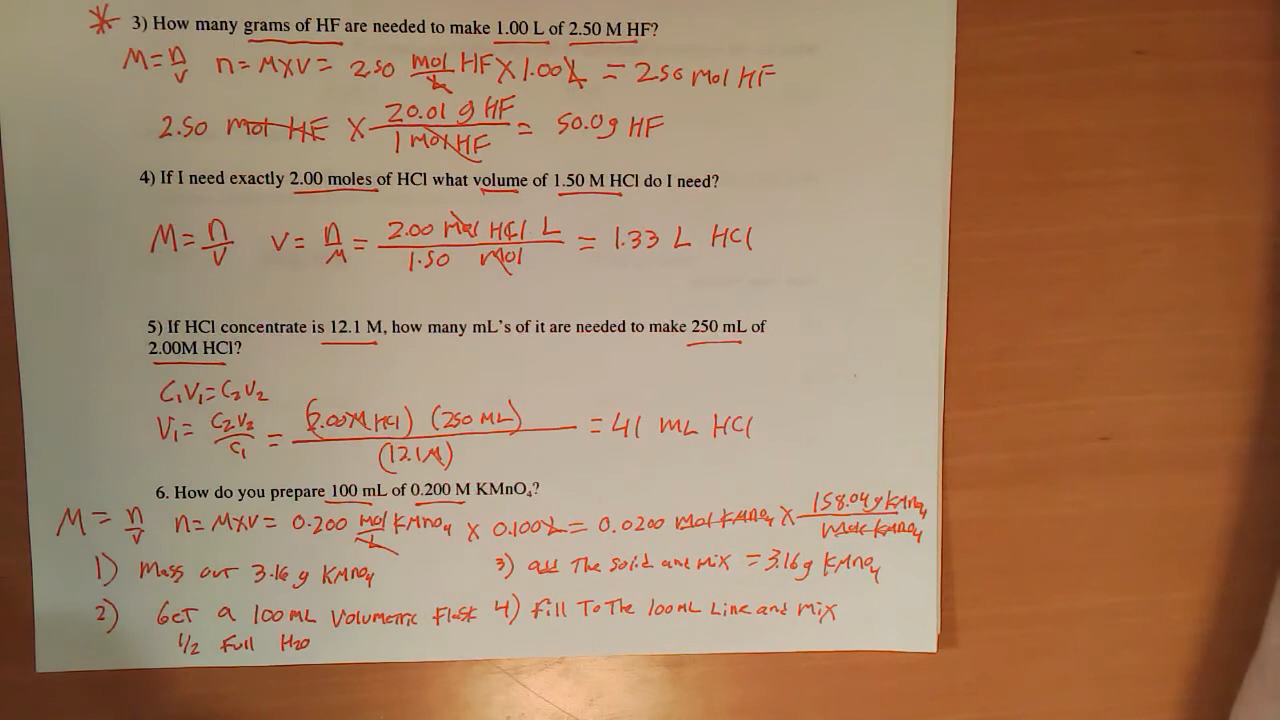 * 3) How many grams of HF are needed to make 1.00 L of 2.50 M HF?
M = n/V n = M×V = 2.50 mol/L HF × 1.00 L = 2.50 mol HF
2.50 mol HF × 20.01 g HF / 1 mol HF = 50.0g HF
4) If I need exactly 2.00 moles of HCl what volume of 1.50 M HCl do I need?
M = n/V V = n/M = 2.00 mol HCl L / 1.50 mol = 1.33 L HCl
5) If HCl concentrate is 12.1 M, how many mL's of it are needed to make 250 mL of
2.00M HCl?
C₁V₁ = C₂V₂
V₁ = C₂V₂/C₁ = (2.00M HCl) (250 mL) / (12.1M) = 41 mL HCl
6. How do you prepare 100 mL of 0.200 M KMnO₄?
M = n/V n = M×V = 0.200 mol/L KMnO₄ × 0.100 L = 0.0200 mol KMnO₄ × 158.04 g KMnO₄ / mol KMnO₄
= 3.16 g KMnO₄
1) Mass out 3.16 g KMnO₄
2) Get a 100 mL Volumetric Flask
1/2 Full H2O
3) add The Solid and mix
4) Fill To The 100 mL Line and Mix